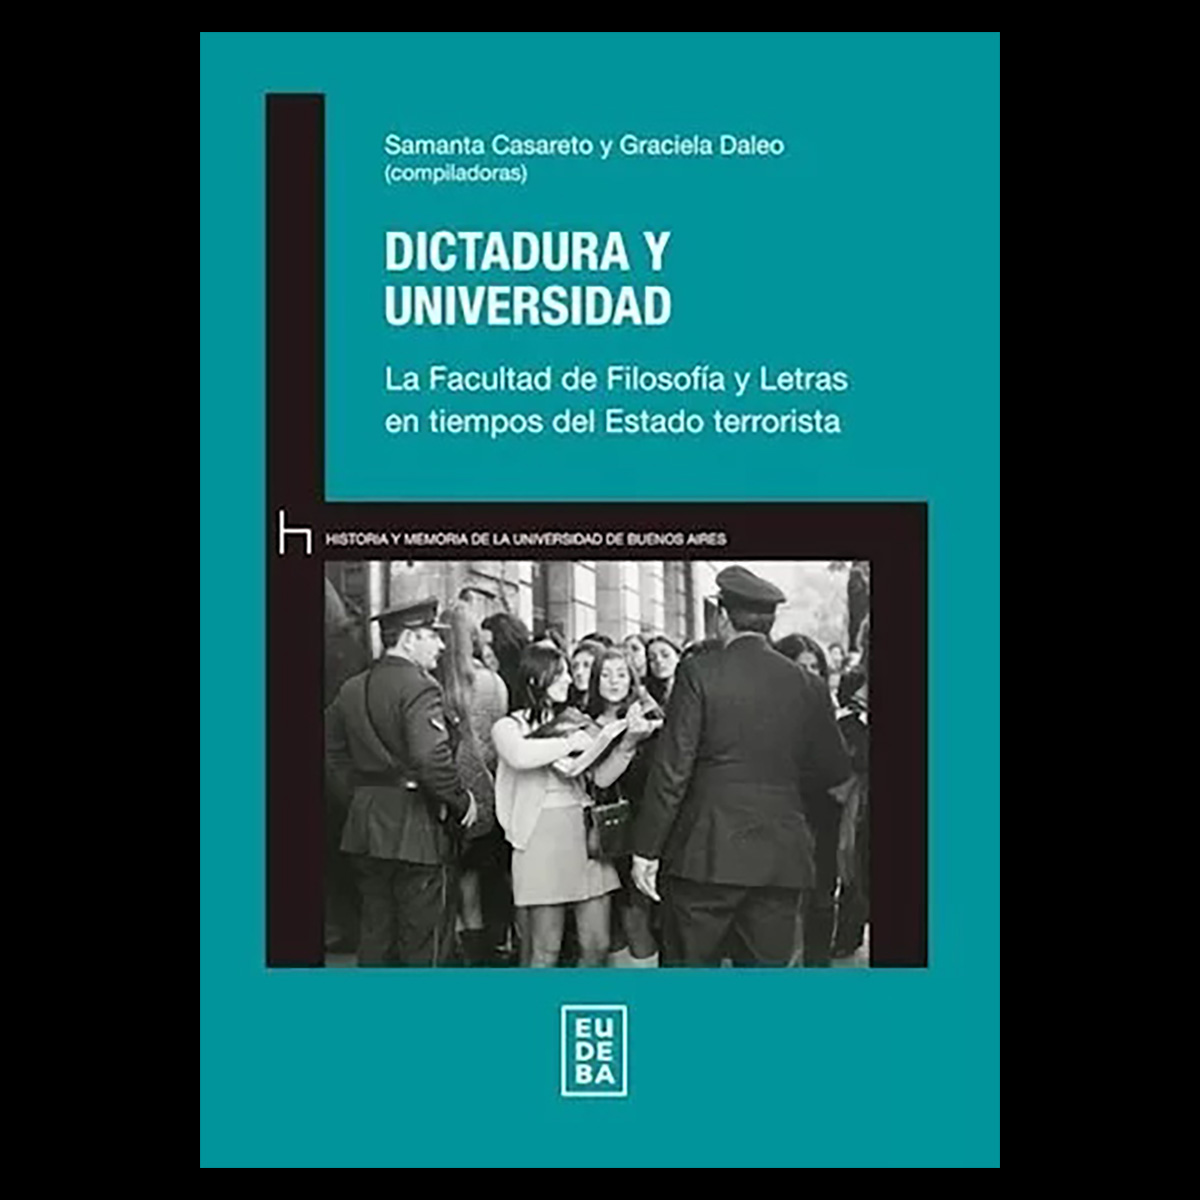 Samanta Casareto y Graciela Daleo
(compiladoras)
DICTADURA Y
UNIVERSIDAD
La Facultad de Filosofía y Letras
en tiempos del Estado terrorista
HISTORIA Y MEMORIA DE LA UNIVERSIDAD DE BUENOS AIRES
EU
DE
BA